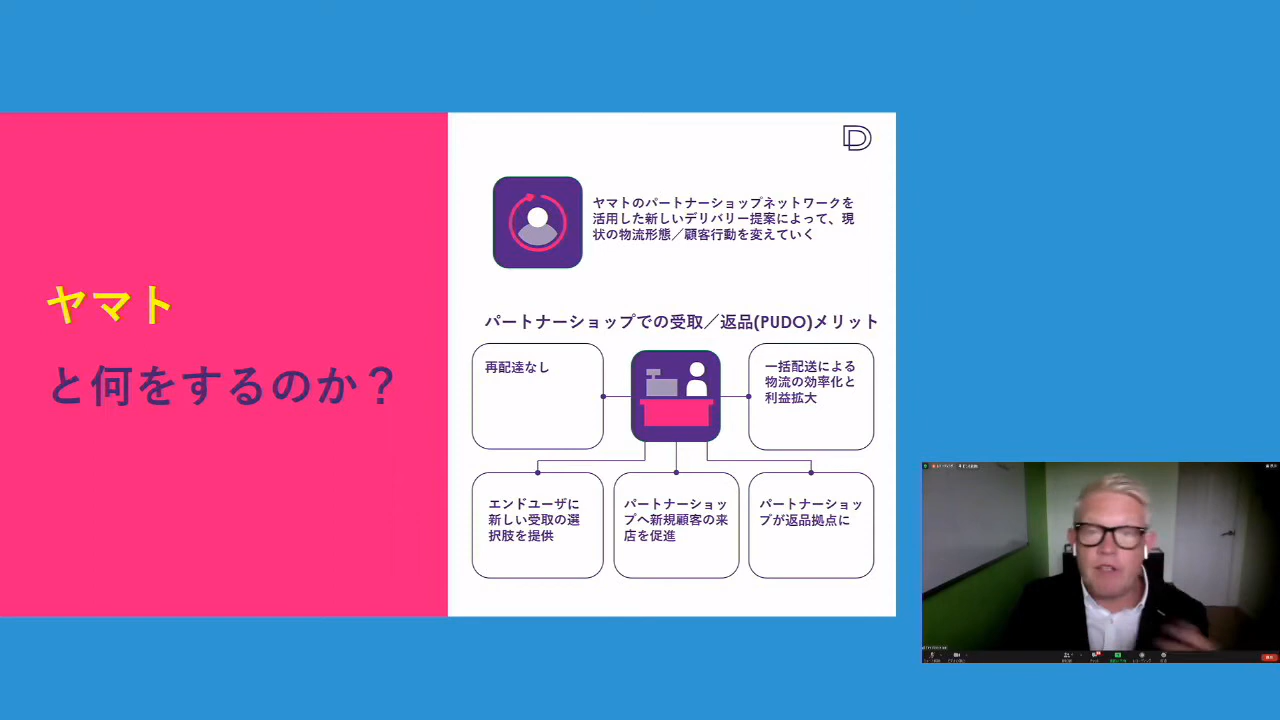 ヤマト
と何をするのか？
ヤマトのパートナーショップネットワークを
活用した新しいデリバリー提案によって、現
状の物流形態／顧客行動を変えていく
パートナーショップでの受取／返品(PUDO)メリット
再配達なし
一括配送による
物流の効率化と
利益拡大
エンドユーザに
新しい受取の選
択肢を提供
パートナーショッ
プへ新規顧客の来
店を促進
パートナーショッ
プが返品拠点に